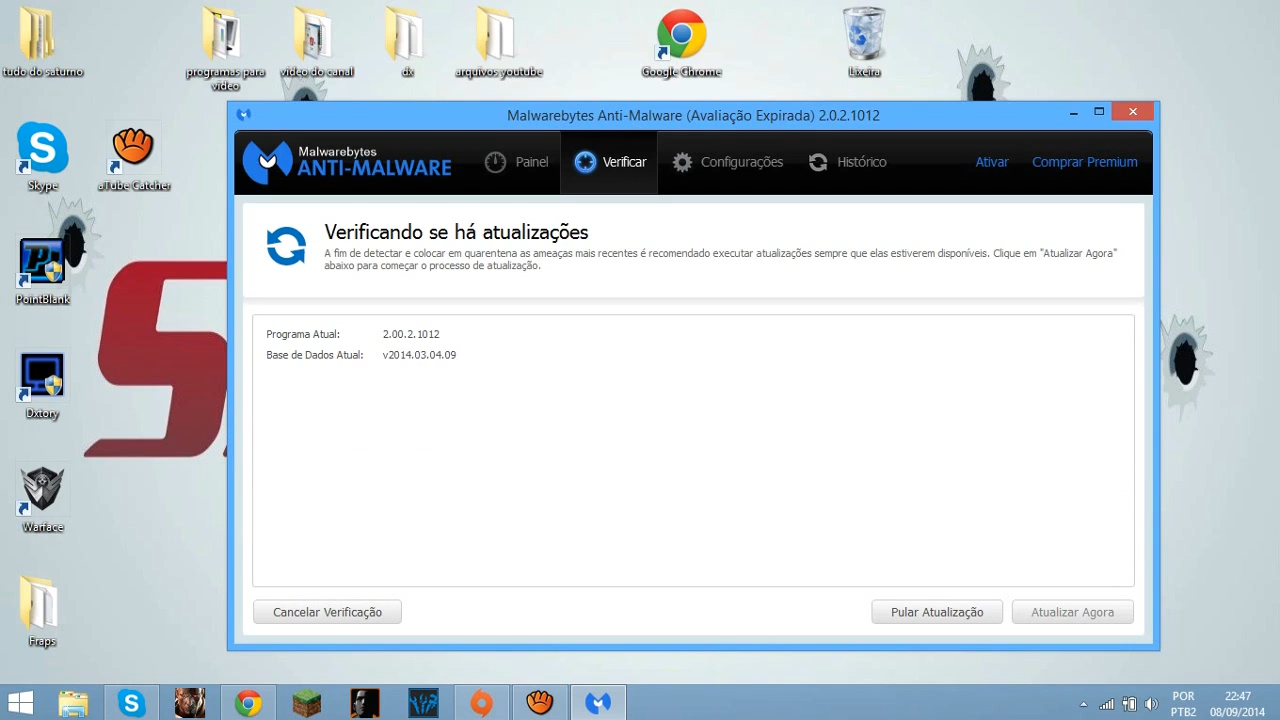 tudo do saturno
programas para
video
video do canal
dx
arquivos youtube
Google Chrome
Lixeira
Skype
aTube Catcher
PointBlank
Dxtory
Warface
Fraps
Malwarebytes Anti-Malware (Avaliação Expirada) 2.0.2.1012
Malwarebytes
ANTI-MALWARE
Painel
Verificar
Configurações
Histórico
Ativar
Comprar Premium
Verificando se há atualizações
A fim de detectar e colocar em quarentena as ameaças mais recentes é recomendado executar atualizações sempre que elas estiverem disponíveis. Clique em "Atualizar Agora"
abaixo para começar o processo de atualização.
Programa Atual: 2.00.2.1012
Base de Dados Atual: v2014.03.04.09
Cancelar Verificação
Pular Atualização
Atualizar Agora
POR
PTB2
22:47
08/09/2014